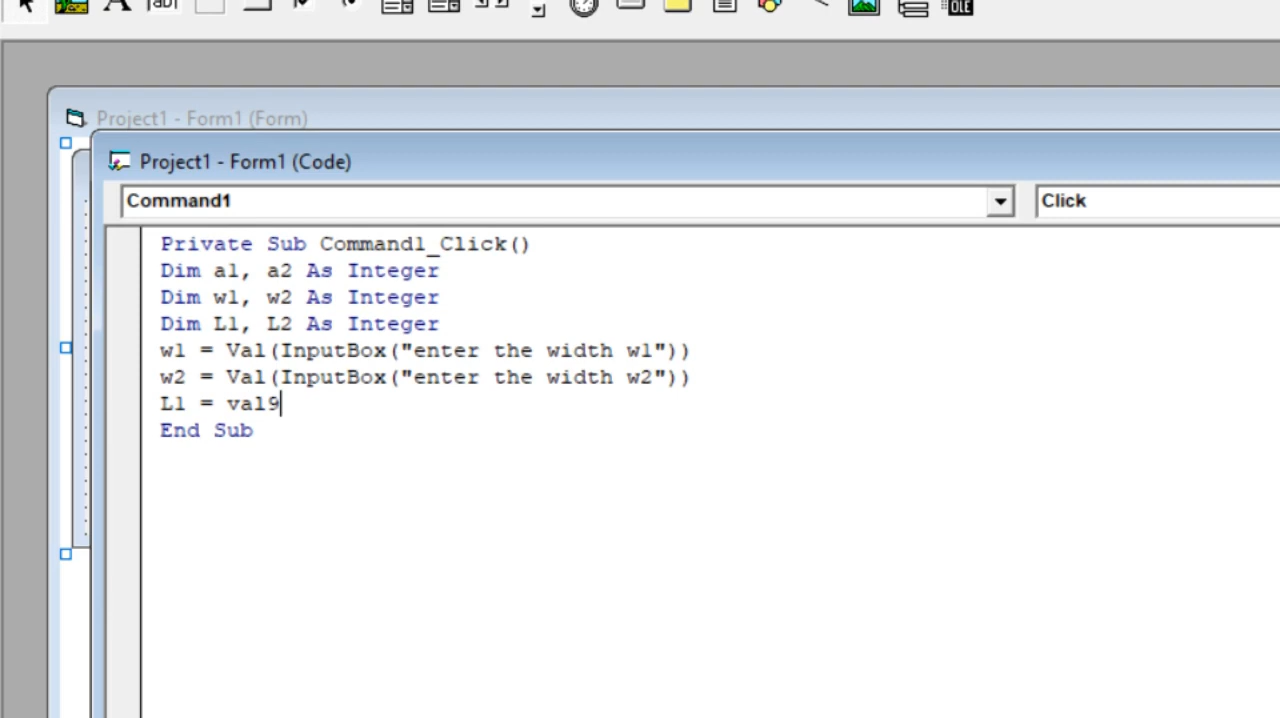 A ab|
OLE
Project1 - Form1 (Form)
Project1 - Form1 (Code)
Command1 Click
Private Sub Command1_Click()
Dim a1, a2 As Integer
Dim w1, w2 As Integer
Dim L1, L2 As Integer
w1 = Val(InputBox("enter the width w1"))
w2 = Val(InputBox("enter the width w2"))
L1 = val9
End Sub